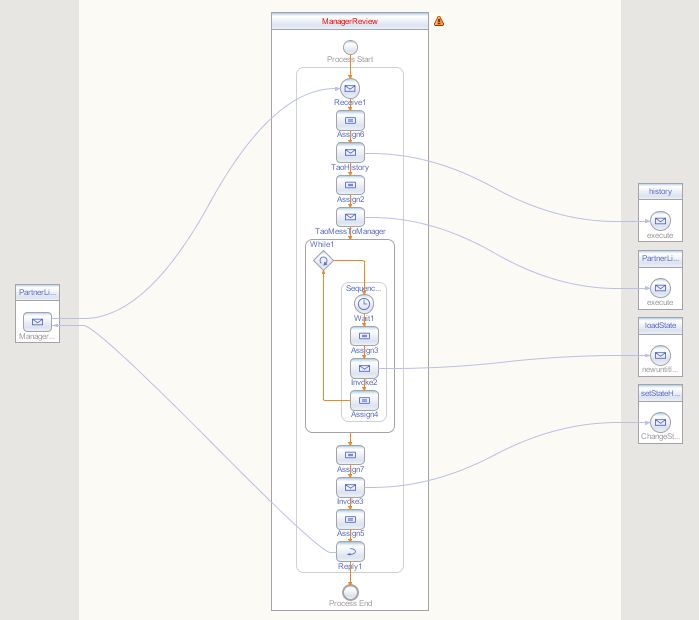 ManagerReview
Process Start
Receive1
Assign6
TaoHistory
Assign2
TaoMessToManager
While1
Sequenc...
Wait1
Assign3
Invoke2
Assign4
Assign7
Invoke3
Assign5
Reply1
Process End
PartnerLi...
Manager...
history
execute
PartnerLi...
execute
loadState
newuntitl...
setStateH...
ChangeSt...